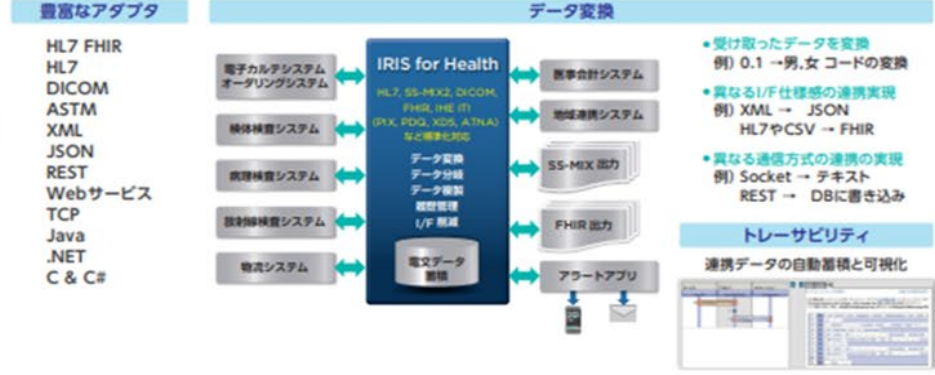 豊富なアダプタ
HL7 FHIR
HL7
DICOM
ASTM
XML
JSON
REST
Webサービス
TCP
Java
.NET
C & C#
データ変換
電子カルテシステム
オーダリングシステム
検体検査システム
病理検査システム
放射線検査システム
物流システム
IRIS for Health
HL7, SS-MIX2, DICOM,
FHIR, IHE ITI
(PIX, PDQ, XDS, ATNA)
など標準化対応
データ変換
データ分岐
データ複製
履歴管理
I/F 削減
電文データ
蓄積
医事会計システム
地域連携システム
SS-MIX 出力
FHIR 出力
アラートアプリ
•受け取ったデータを変換
例) 0.1 →男,女 コードの変換
•異なるI/F仕様感の連携実現
例) XML → JSON
HL7やCSV → FHIR
•異なる通信方式の連携の実現
例) Socket → テキスト
REST → DBに書き込み
トレーサビリティ
連携データの自動蓄積と可視化